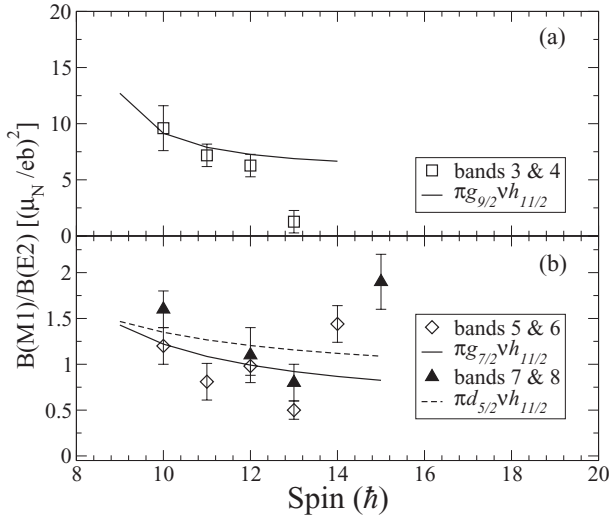 20
15
10
5
0
(a)
bands 3 & 4
πg9/2νh11/2
B(M1)/B(E2) [(μN /eb)2]
2
1.5
1
0.5
0
(b)
bands 5 & 6
πg7/2νh11/2
bands 7 & 8
πd5/2νh11/2
8 10 12 14 16 18 20
Spin (ℏ)